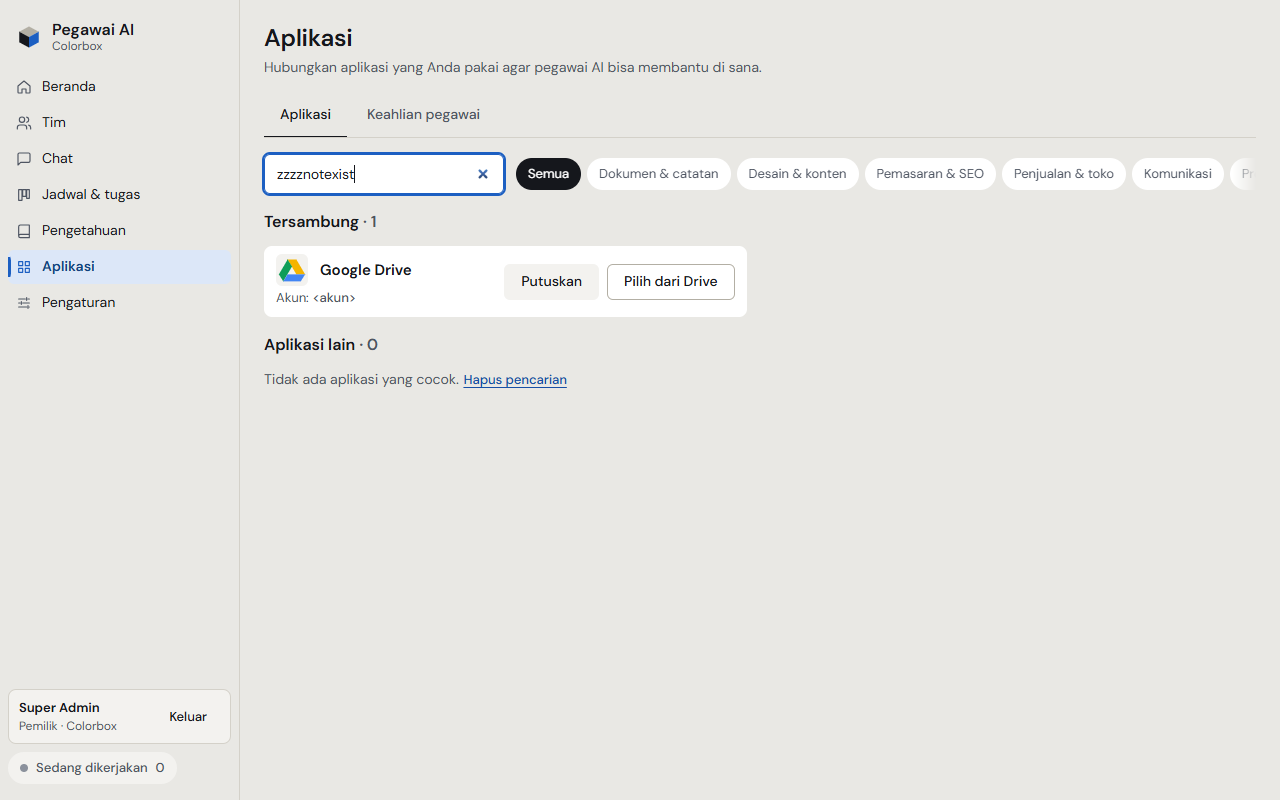 Pegawai AI
Colorbox
Beranda
Tim
Chat
Jadwal & tugas
Pengetahuan
Aplikasi
Pengaturan
Super Admin
Pemilik · Colorbox
Keluar
Sedang dikerjakan 0
Aplikasi
Hubungkan aplikasi yang Anda pakai agar pegawai AI bisa membantu di sana.
Aplikasi Keahlian pegawai
zzzznotexist
Semua Dokumen & catatan Desain & konten Pemasaran & SEO Penjualan & toko Komunikasi
Tersambung · 1
Google Drive
Akun: <akun>
Putuskan Pilih dari Drive
Aplikasi lain · 0
Tidak ada aplikasi yang cocok. Hapus pencarian